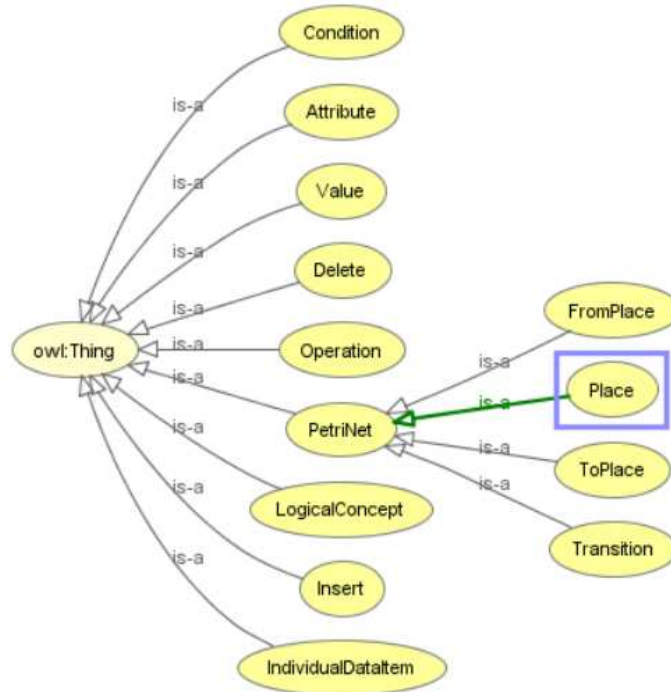 Condition
is-a
Attribute
is-a
Value
is-a
Delete
is-a
FromPlace
owl:Thing
is-a
Operation
is-a
Place
is-a
is-a
PetriNet
is-a
ToPlace
is-a
is-a
LogicalConcept
Transition
is-a
Insert
is-a
IndividualDataItem